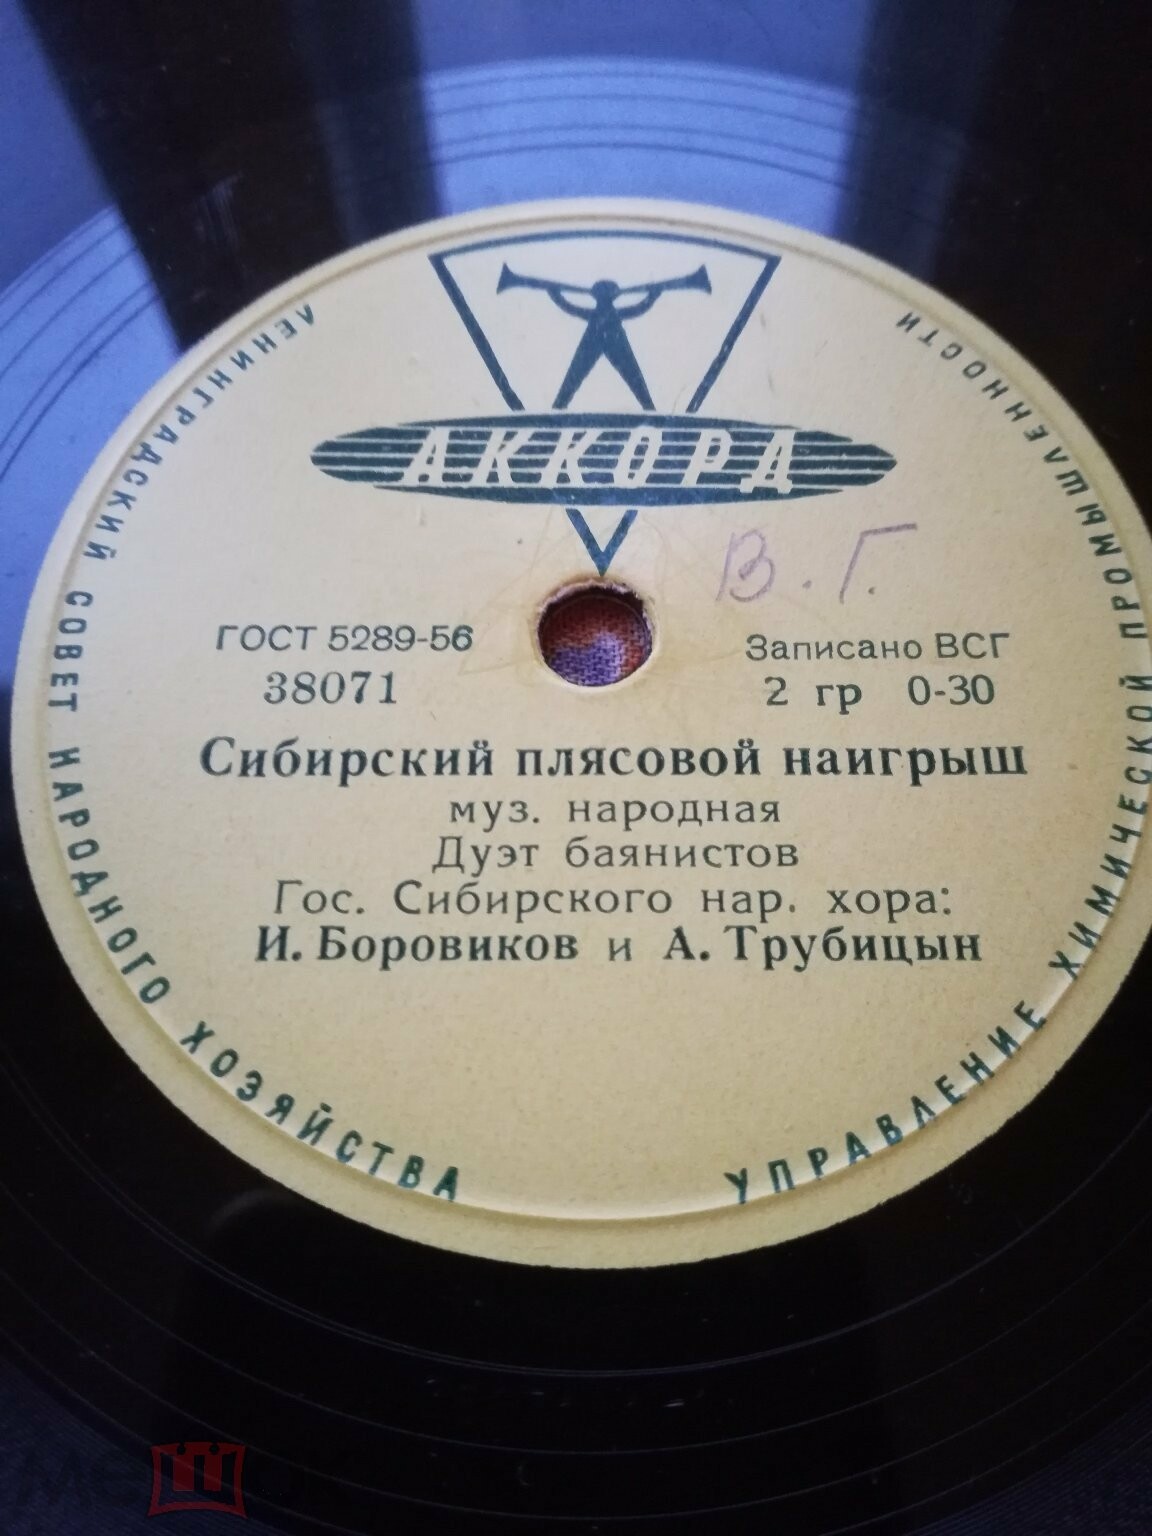 ЛЕНИНГРАДСКИЙ СОВЕТ НАРОДНОГО ХОЗЯЙСТВА
УПРАВЛЕНИЕ ХИМИЧЕСКОЙ ПРОМЫШЛЕННОСТИ
АККОРД
В. Г.
ГОСТ 5289-56
38071
Записано ВСГ
2 гр 0-30
Сибирский плясовой наигрыш
муз. народная
Дуэт баянистов
Гос. Сибирского нар. хора:
И. Боровиков и А. Трубицын